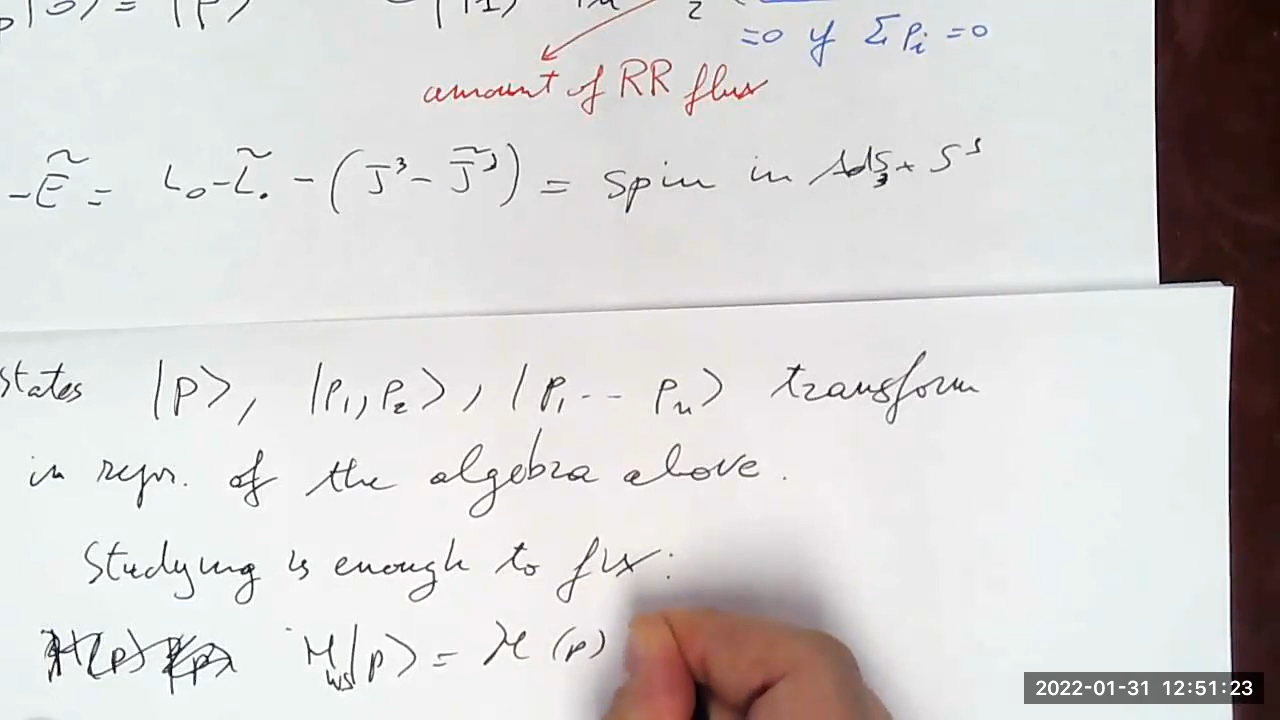 |0⟩ = |p⟩
=0 if Σ pᵢ =0
amount of RR flux
-Ẽ = L₀-L̃₀ - (J³ - J̃³) = spin in AdS₃ × S³
states |p⟩, |p₁,p₂⟩, |p₁... pₙ⟩ transform
in repr. of the algebra above.
Studying is enough to fix:
H_ws|p⟩ = H(p)
2022-01-31 12:51:23